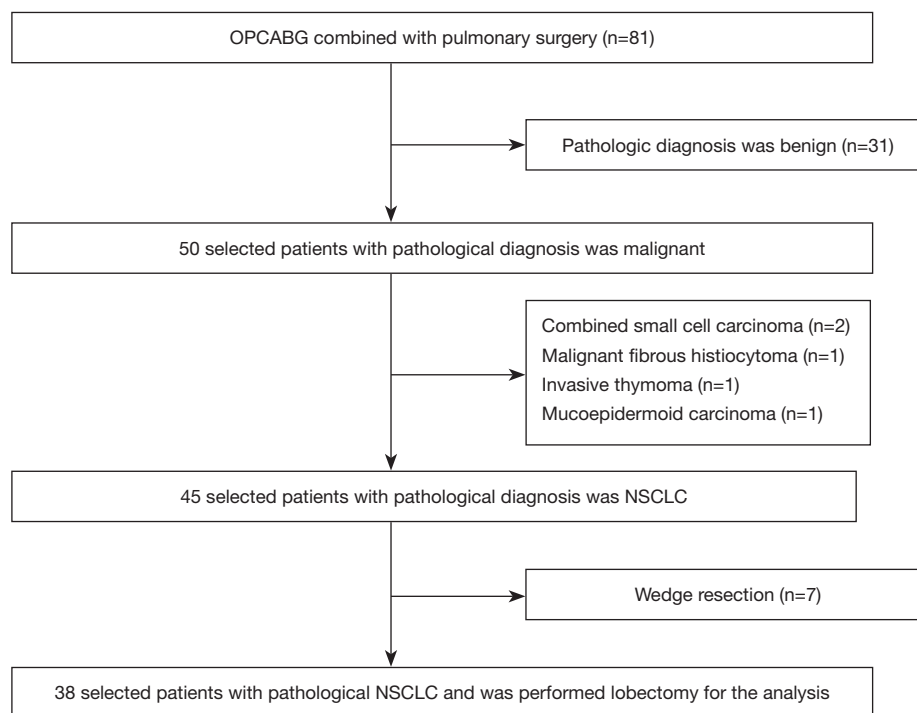 OPCABG combined with pulmonary surgery (n=81)
Pathologic diagnosis was benign (n=31)
50 selected patients with pathological diagnosis was malignant
Combined small cell carcinoma (n=2)
Malignant fibrous histiocytoma (n=1)
Invasive thymoma (n=1)
Mucoepidermoid carcinoma (n=1)
45 selected patients with pathological diagnosis was NSCLC
Wedge resection (n=7)
38 selected patients with pathological NSCLC and was performed lobectomy for the analysis